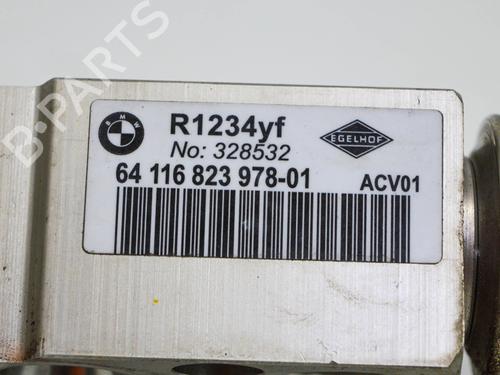 B-PARTS
BMW
R1234yf
EGELHOF
No: 328532
64 116 823 978-01 ACV01